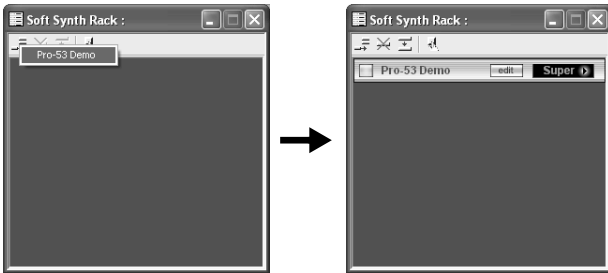 Soft Synth Rack :
Pro-53 Demo
Soft Synth Rack :
Pro-53 Demo edit Super